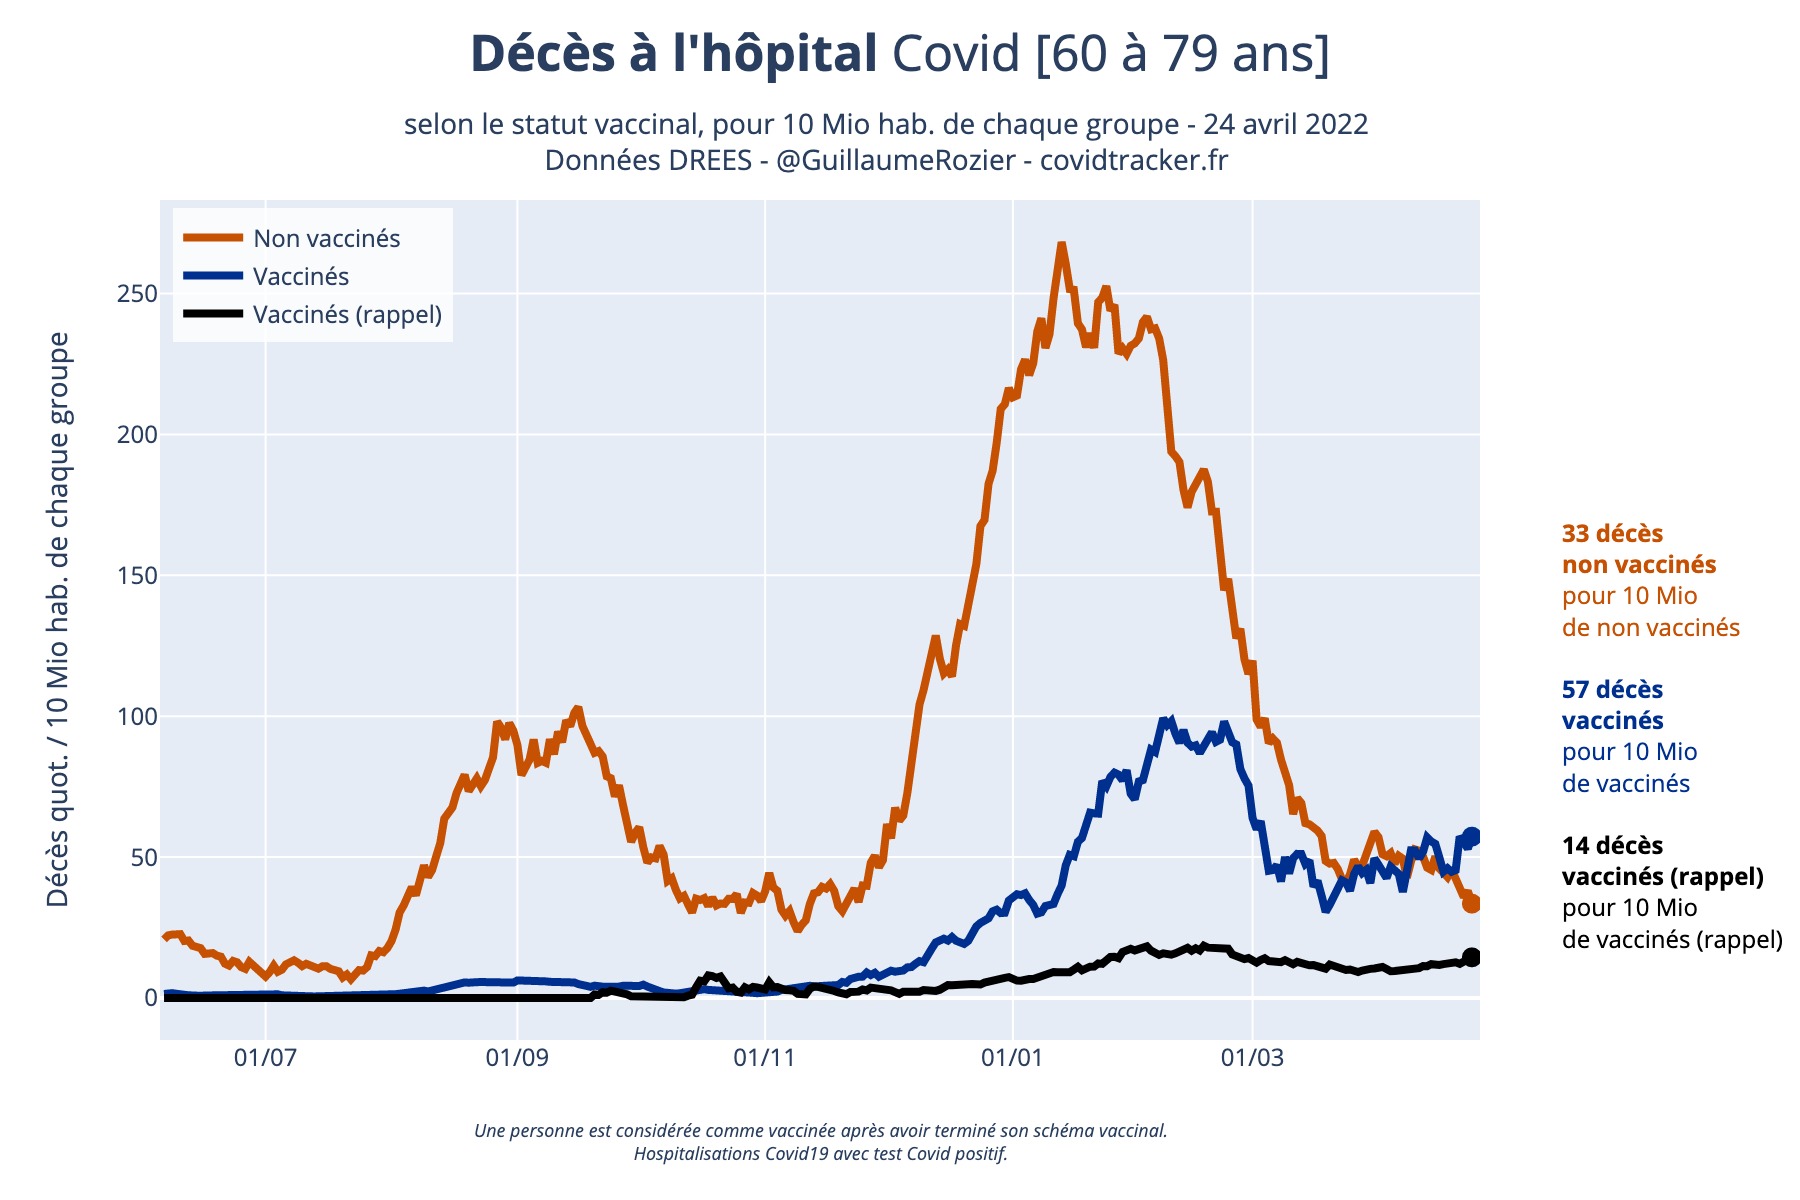 Décès à l'hôpital Covid [60 à 79 ans]
selon le statut vaccinal, pour 10 Mio hab. de chaque groupe - 24 avril 2022
Données DREES - @GuillaumeRozier - covidtracker.fr
Non vaccinés
Vaccinés
Vaccinés (rappel)
Décès quot. / 10 Mio hab. de chaque groupe
250
200
150
100
50
0
01/07
01/09
01/11
01/01
01/03
33 décès
non vaccinés
pour 10 Mio
de non vaccinés
57 décès
vaccinés
pour 10 Mio
de vaccinés
14 décès
vaccinés (rappel)
pour 10 Mio
de vaccinés (rappel)
Une personne est considérée comme vaccinée après avoir terminé son schéma vaccinal.
Hospitalisations Covid19 avec test Covid positif.